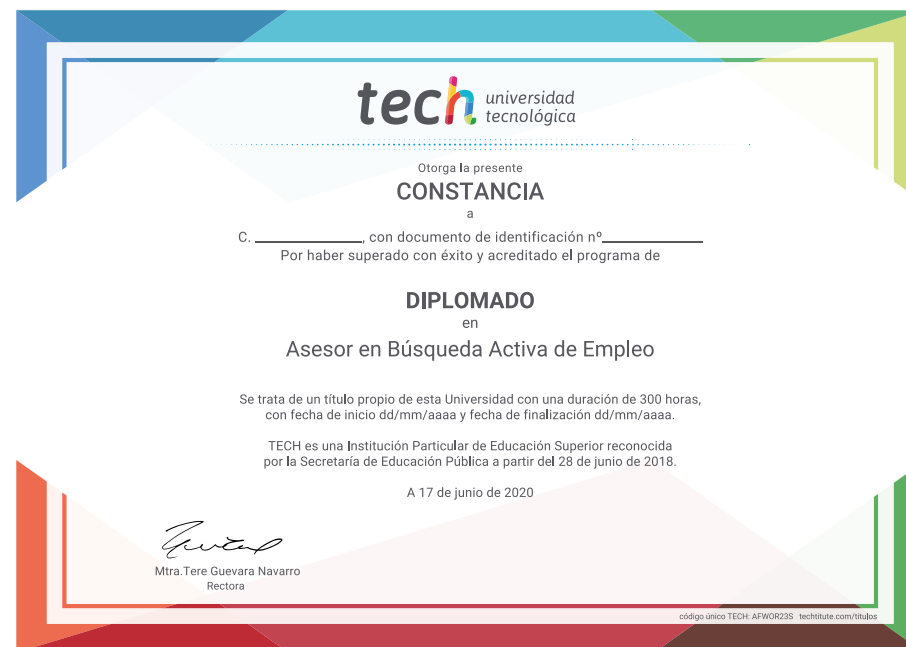 tech universidad
tecnológica
Otorga la presente
CONSTANCIA
a
C. ______________, con documento de identificación nº_____________
Por haber superado con éxito y acreditado el programa de
DIPLOMADO
en
Asesor en Búsqueda Activa de Empleo
Se trata de un título propio de esta Universidad con una duración de 300 horas,
con fecha de inicio dd/mm/aaaa y fecha de finalización dd/mm/aaaa.
TECH es una Institución Particular de Educación Superior reconocida
por la Secretaría de Educación Pública a partir del 28 de junio de 2018.
A 17 de junio de 2020
Mtra.Tere Guevara Navarro
Rectora
código único TECH: AFWOR23S techtitute.com/titulos